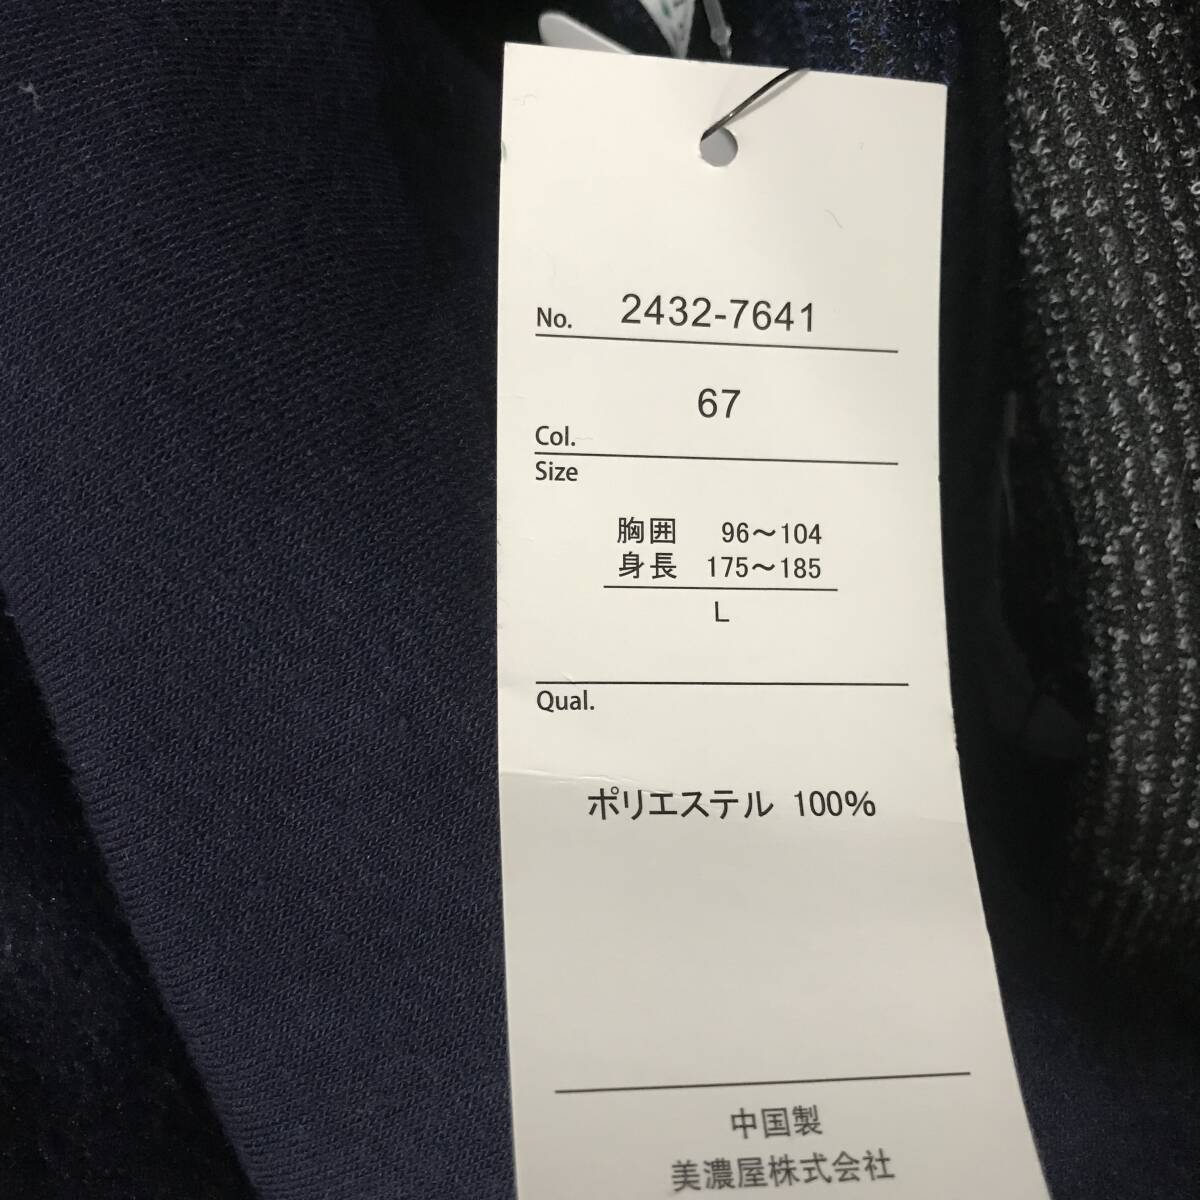 No. 2432-7641
67
Col.
Size
胸囲 96～104
身長 175～185
L
Qual.
ポリエステル 100%
中国製
美濃屋株式会社